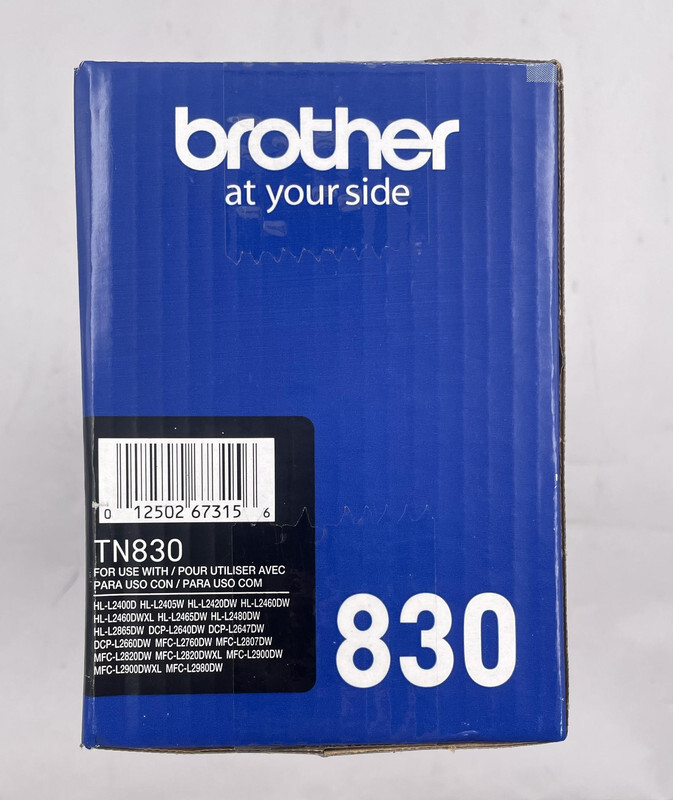 brother
at your side
0 12502 67315 6
TN830
FOR USE WITH / POUR UTILISER AVEC
PARA USO CON / PARA USO COM
HL-L2400D HL-L2405W HL-L2420DW HL-L2460DW
HL-L2460DWXL HL-L2465DW HL-L2480DW
HL-L2865DW DCP-L2640DW DCP-L2647DW
DCP-L2660DW MFC-L2760DW MFC-L2807DW
MFC-L2820DW MFC-L2820DWXL MFC-L2900DW
MFC-L2900DWXL MFC-L2980DW
830